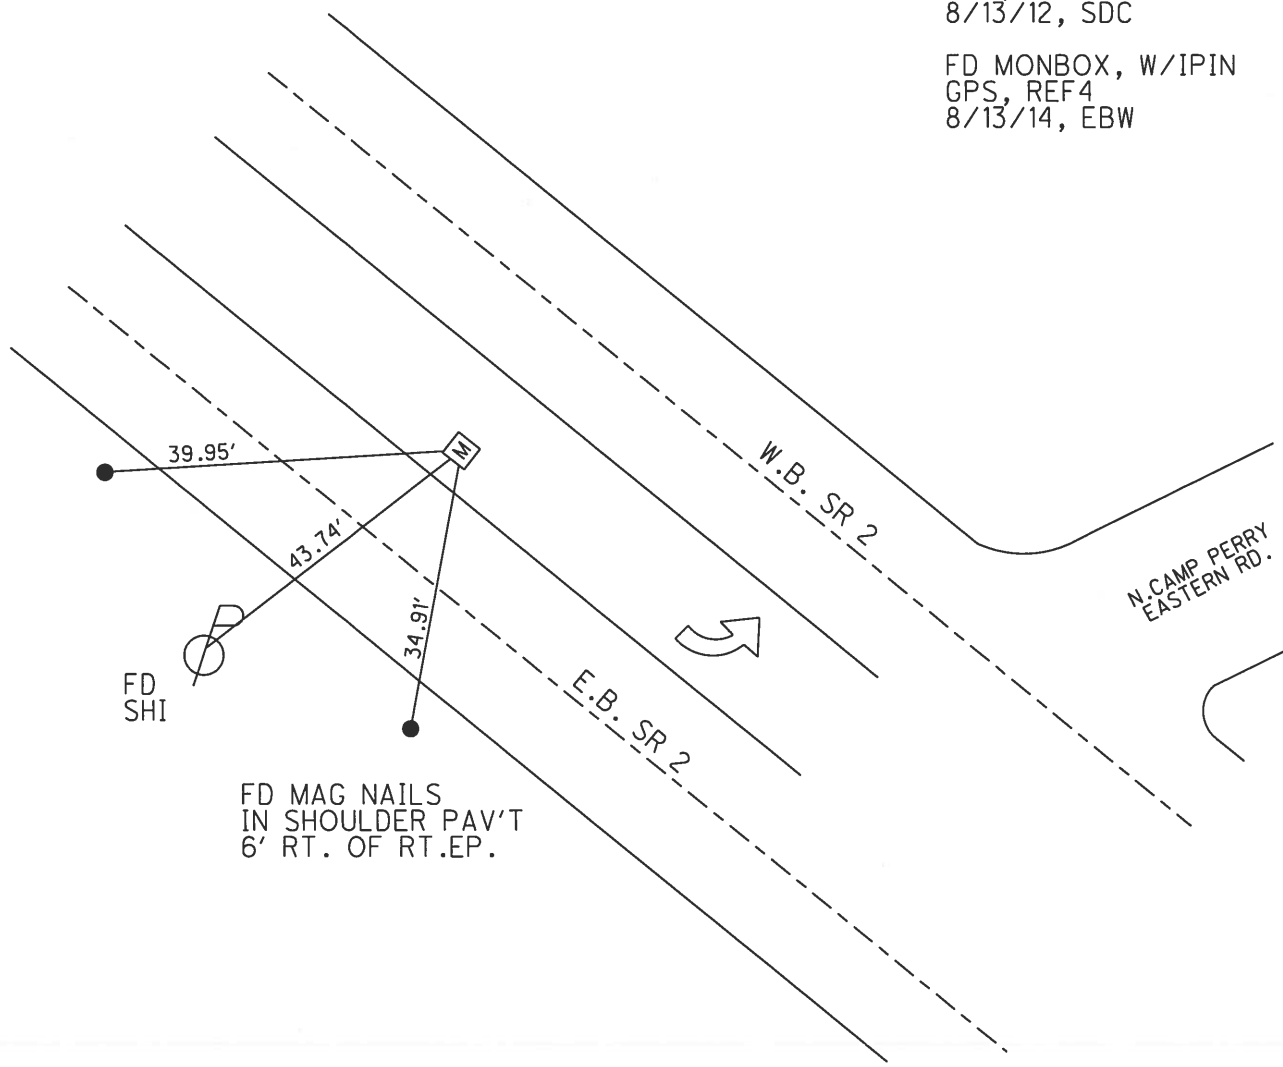 8/13/12, SDC
FD MONBOX, W/IPIN
GPS, REF4
8/13/14, EBW
39.95'
M
43.74'
34.91'
W.B. SR 2
N.CAMP PERRY
EASTERN RD.
E.B. SR 2
FD
SHI
FD MAG NAILS
IN SHOULDER PAV'T
6' RT. OF RT.EP.